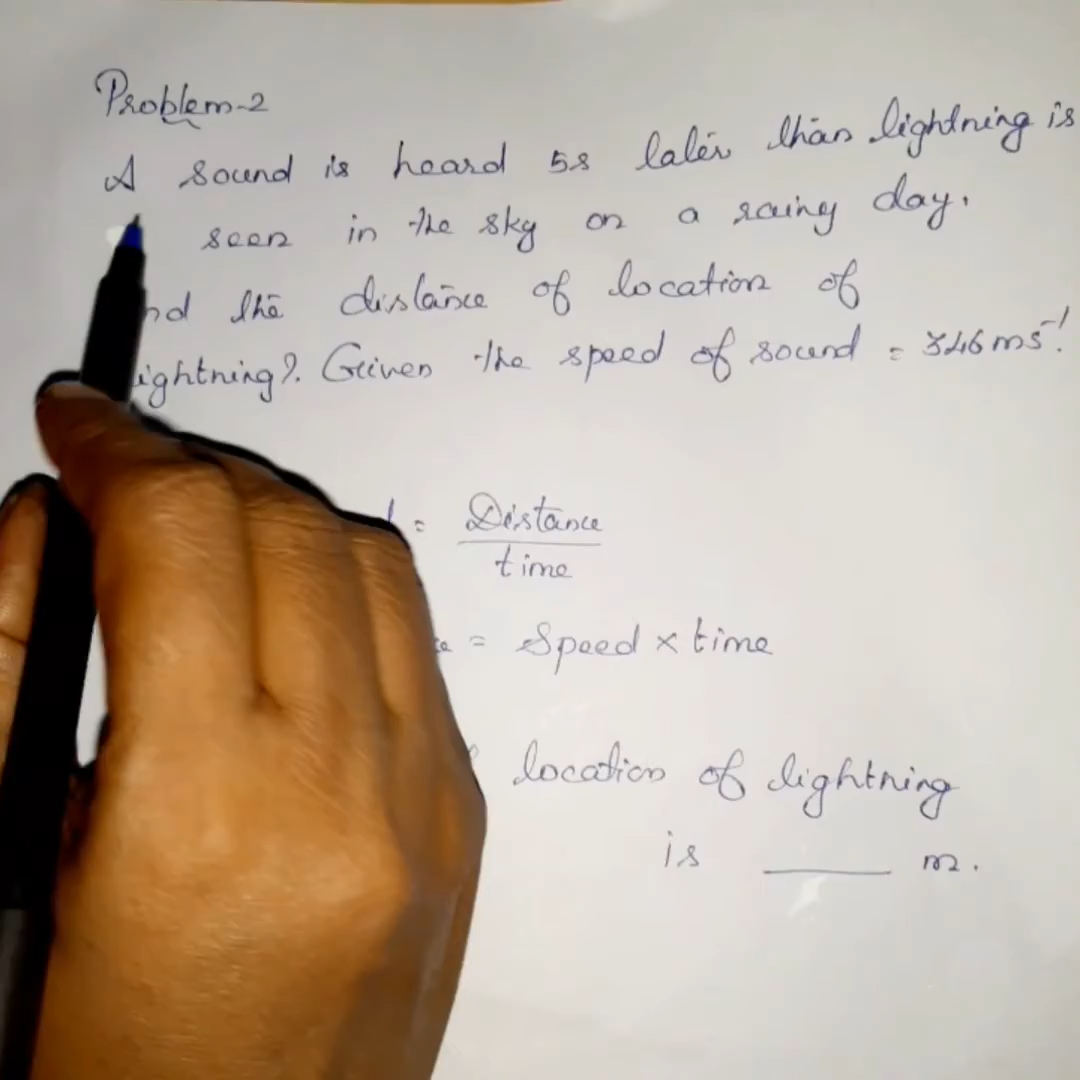 Problem-2
A sound is heard 5s later than lightning is
seen in the sky on a rainy day.
nd the distance of location of
ightning?. Given the speed of sound = 346 ms⁻¹.
= Distance
time
= Speed × time
location of lightning
is ____ m.